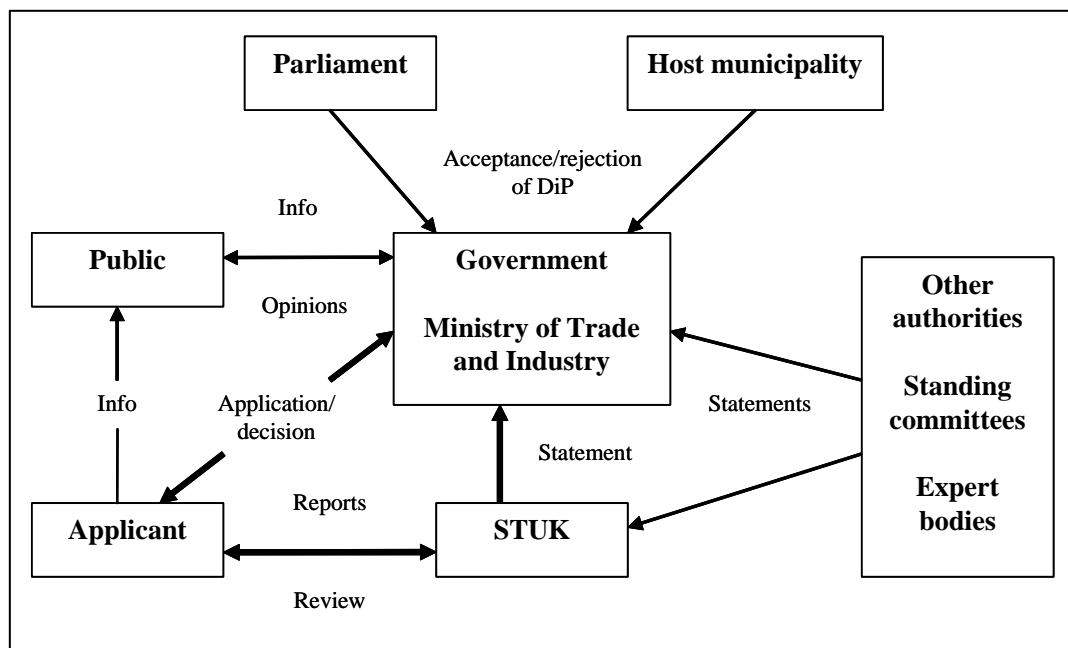 Parliament
Host municipality
Acceptance/rejection
of DiP
Info
Public
Government
Opinions
Ministry of Trade
and Industry
Other
authorities
Standing
committees
Expert
bodies
Info
Application/
decision
Statements
Statement
Reports
Applicant
STUK
Review